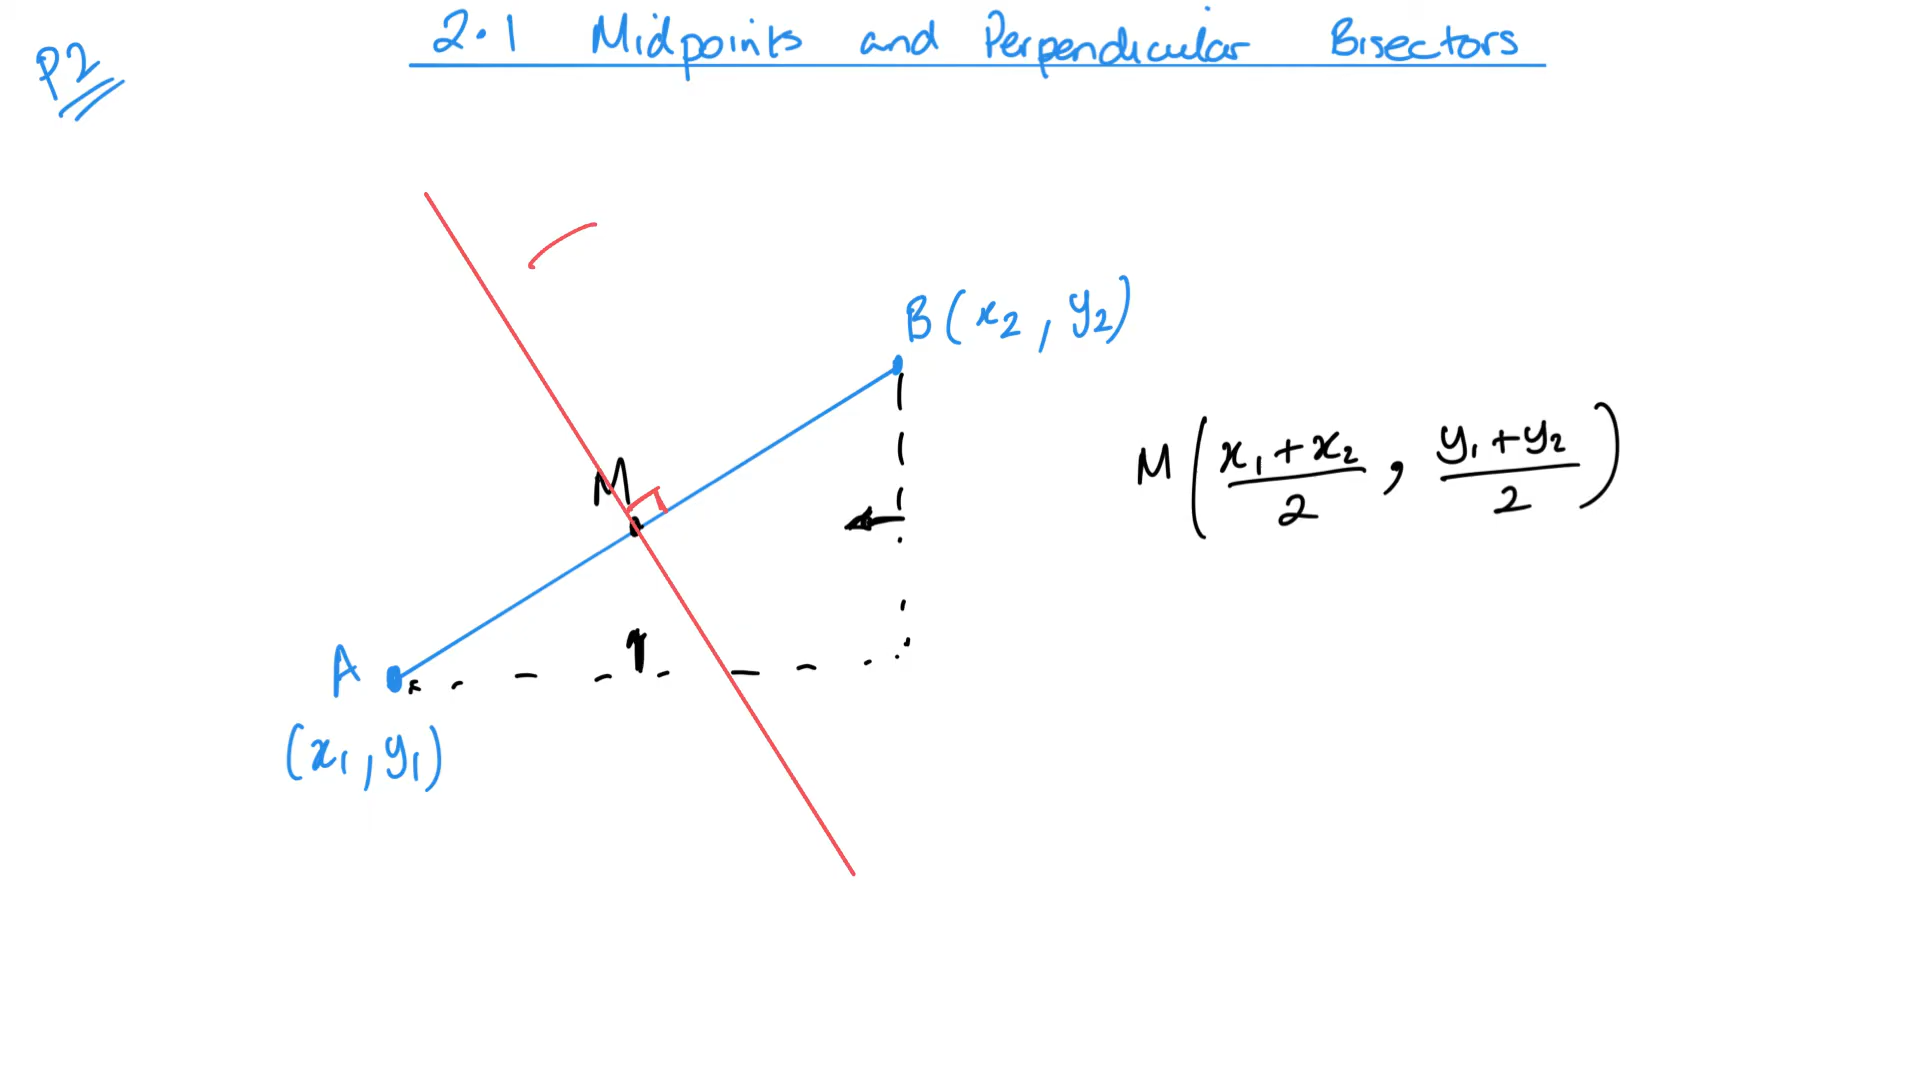 P2
2.1 Midpoints and Perpendicular Bisectors
B(x₂, y₂)
M(x₁+x₂/2, y₁+y₂/2)
M
A
(x₁, y₁)